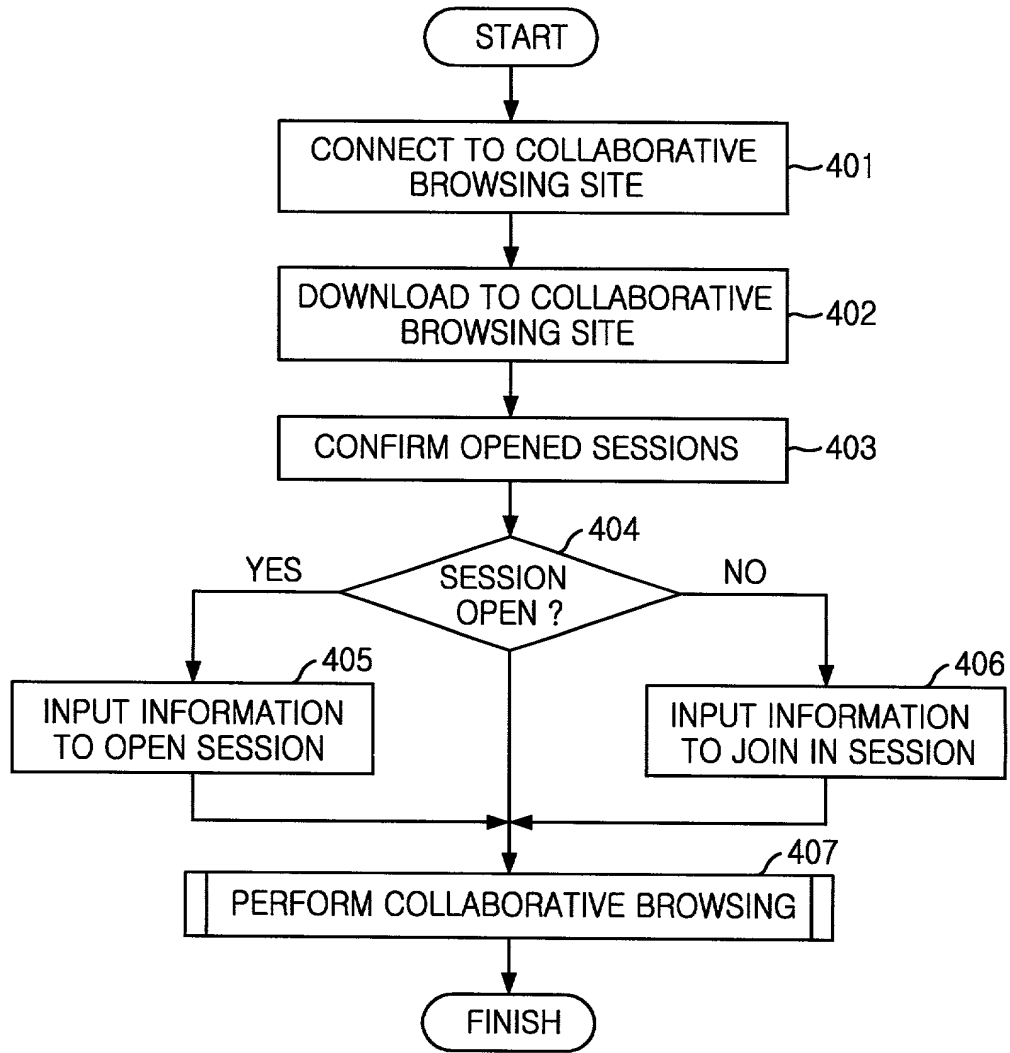 START
CONNECT TO COLLABORATIVE
BROWSING SITE
401
DOWNLOAD TO COLLABORATIVE
BROWSING SITE
402
CONFIRM OPENED SESSIONS
403
404
SESSION
OPEN ?
YES
NO
405
INPUT INFORMATION
TO OPEN SESSION
406
INPUT INFORMATION
TO JOIN IN SESSION
407
PERFORM COLLABORATIVE BROWSING
FINISH